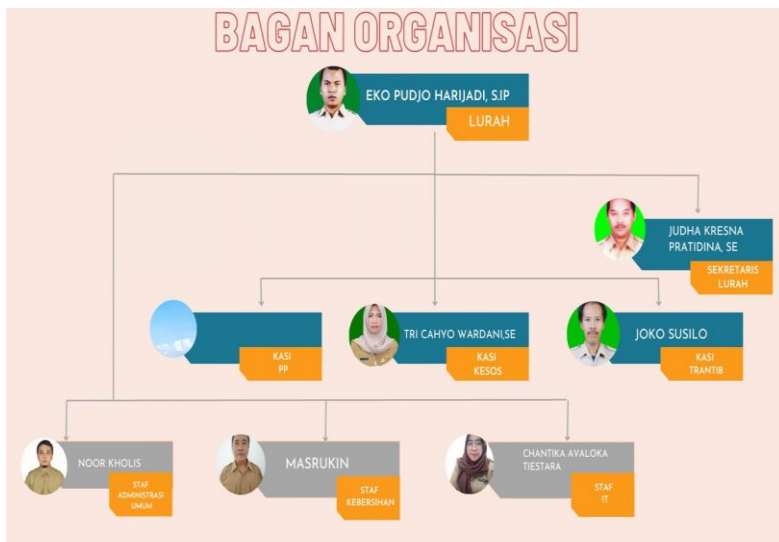 BAGAN ORGANISASI
EKO PUDJO HARIJADI, S.IP
LURAH
JUDHA KRESNA
PRATIDINA, SE
SEKRETARIS
LURAH
KASI
PP
TRI CAHYO WARDANI,SE
KASI
KESOS
JOKO SUSILO
KASI
TRANTIB
NOOR KHOLIS
STAF
ADMINISTRASI
UMUM
MASRUKIN
STAF
KEBERSIHAN
CHANTIKA AVALOKA
TIESTARA
STAF
IT